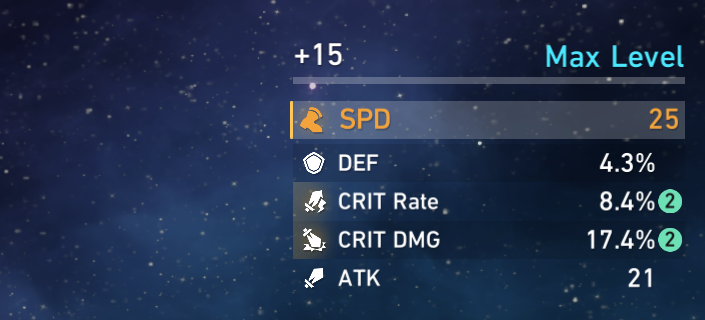 +15 Max Level
SPD 25
DEF 4.3%
CRIT Rate 8.4% 2
CRIT DMG 17.4% 2
ATK 21